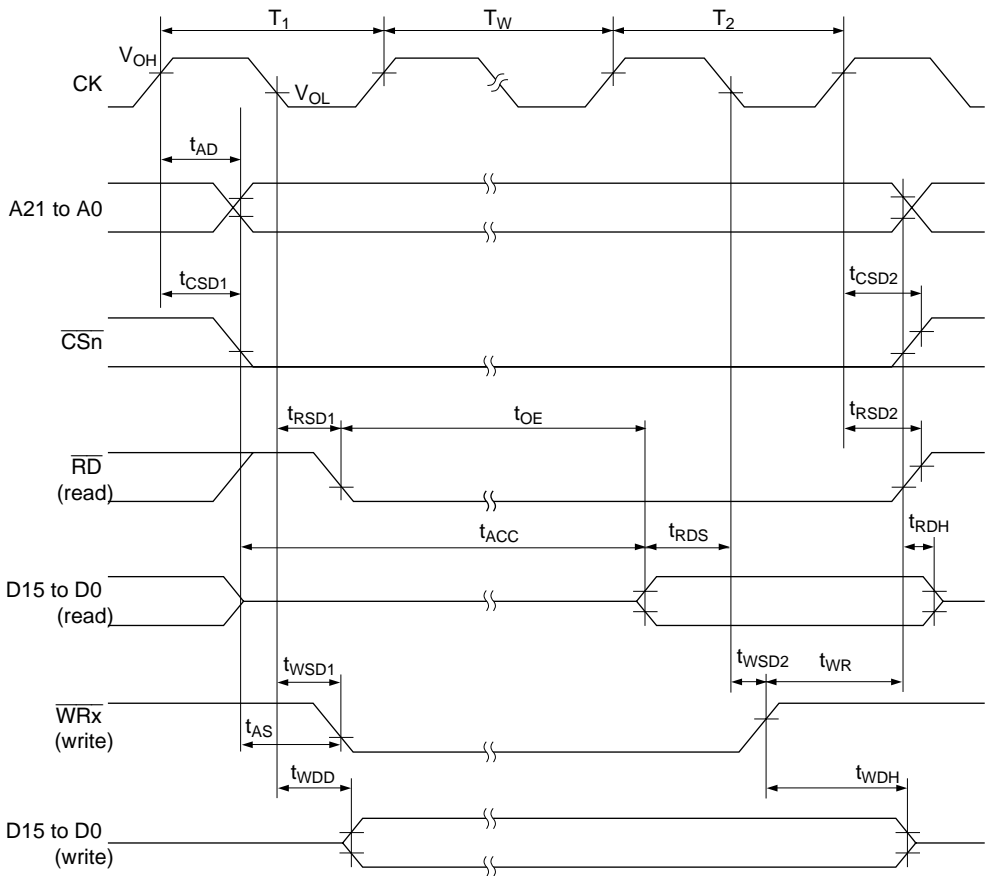 T1 TW T2
VOH
CK
VOL
tAD
A21 to A0
tCSD1 tCSD2
CSn
tRSD1 tOE tRSD2
RD
(read)
tACC tRDS tRDH
D15 to D0
(read)
tWSD1 tWSD2 tWR
WRx
(write)
tAS
tWDD tWDH
D15 to D0
(write)